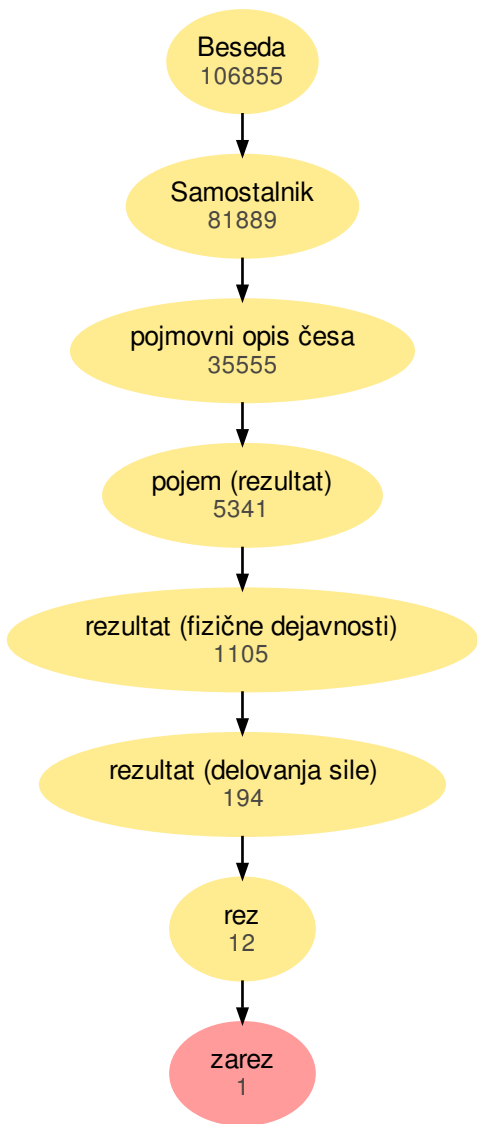 Beseda
106855
Samostalnik
81889
pojmovni opis česa
35555
pojem (rezultat)
5341
rezultat (fizične dejavnosti)
1105
rezultat (delovanja sile)
194
rez
12
zarez
1